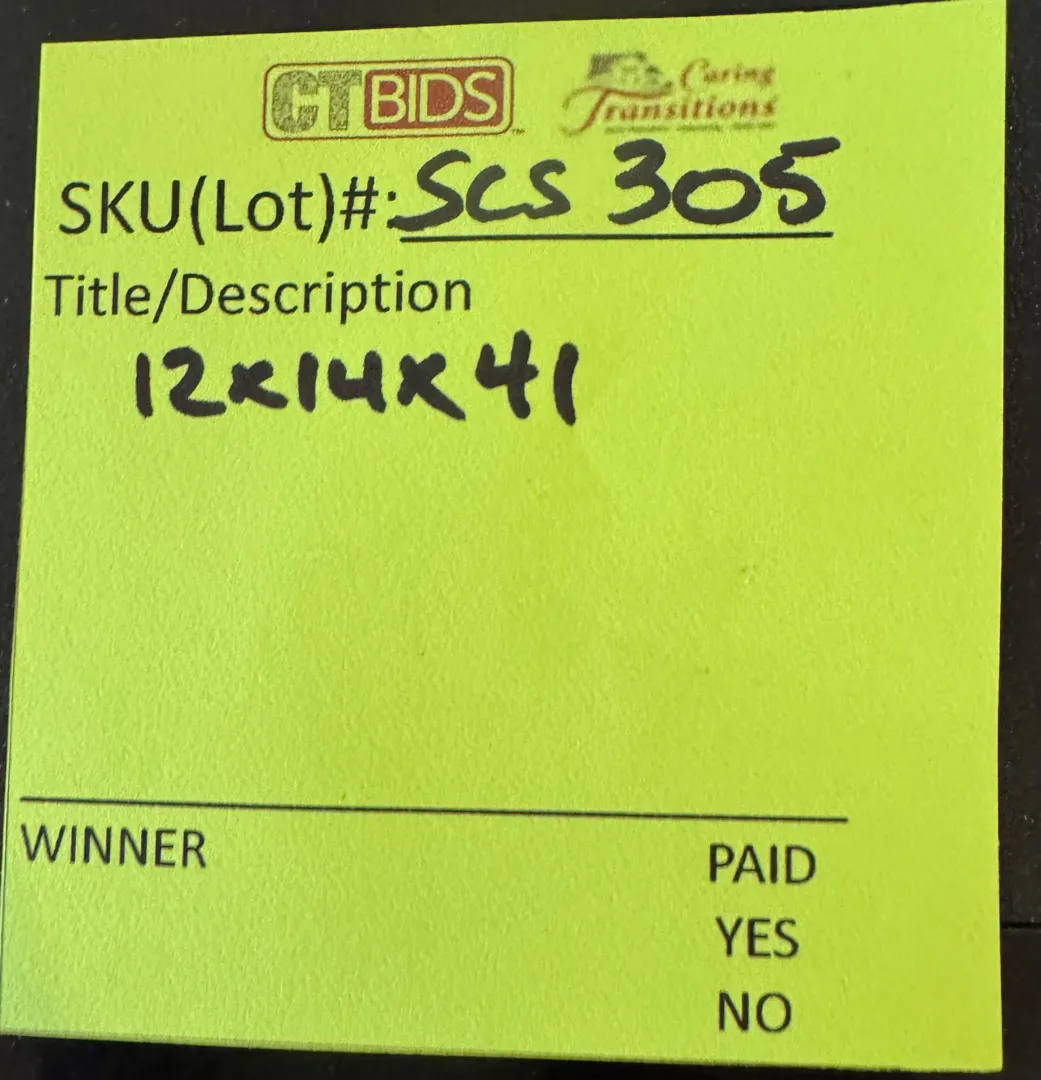 CTBIDS
Caring
Transitions
SKU(Lot)#: SCS 305
Title/Description
12x14x41
WINNER
PAID
YES
NO